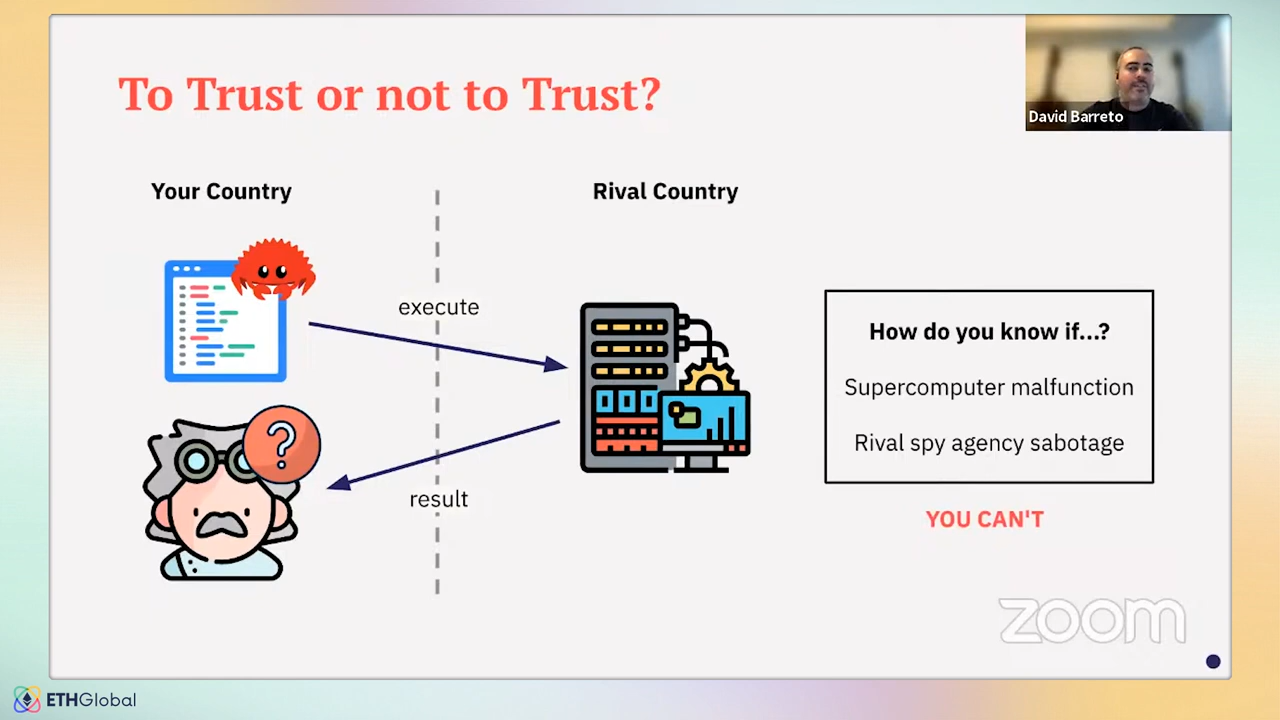 To Trust or not to Trust?
David Barreto
Your Country
Rival Country
execute
result
How do you know if...?
Supercomputer malfunction
Rival spy agency sabotage
YOU CAN'T
zoom
ETHGlobal